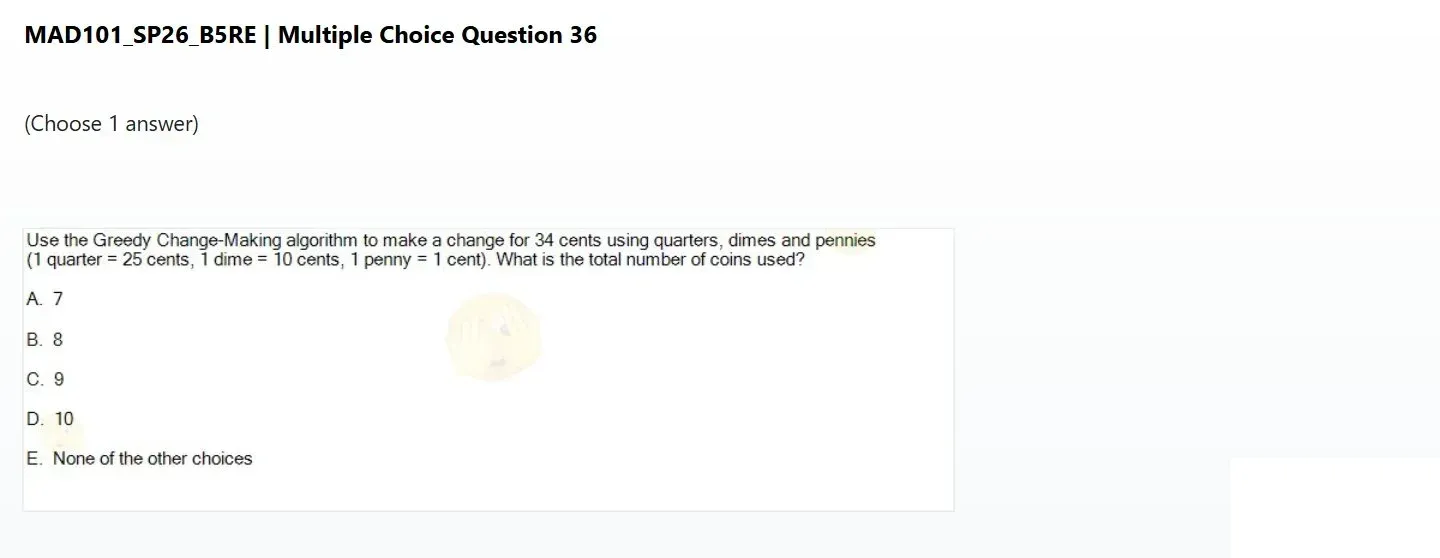 MAD101_SP26_B5RE | Multiple Choice Question 36
(Choose 1 answer)
Use the Greedy Change-Making algorithm to make a change for 34 cents using quarters, dimes and pennies
(1 quarter = 25 cents, 1 dime = 10 cents, 1 penny = 1 cent). What is the total number of coins used?
A. 7
B. 8
C. 9
D. 10
E. None of the other choices